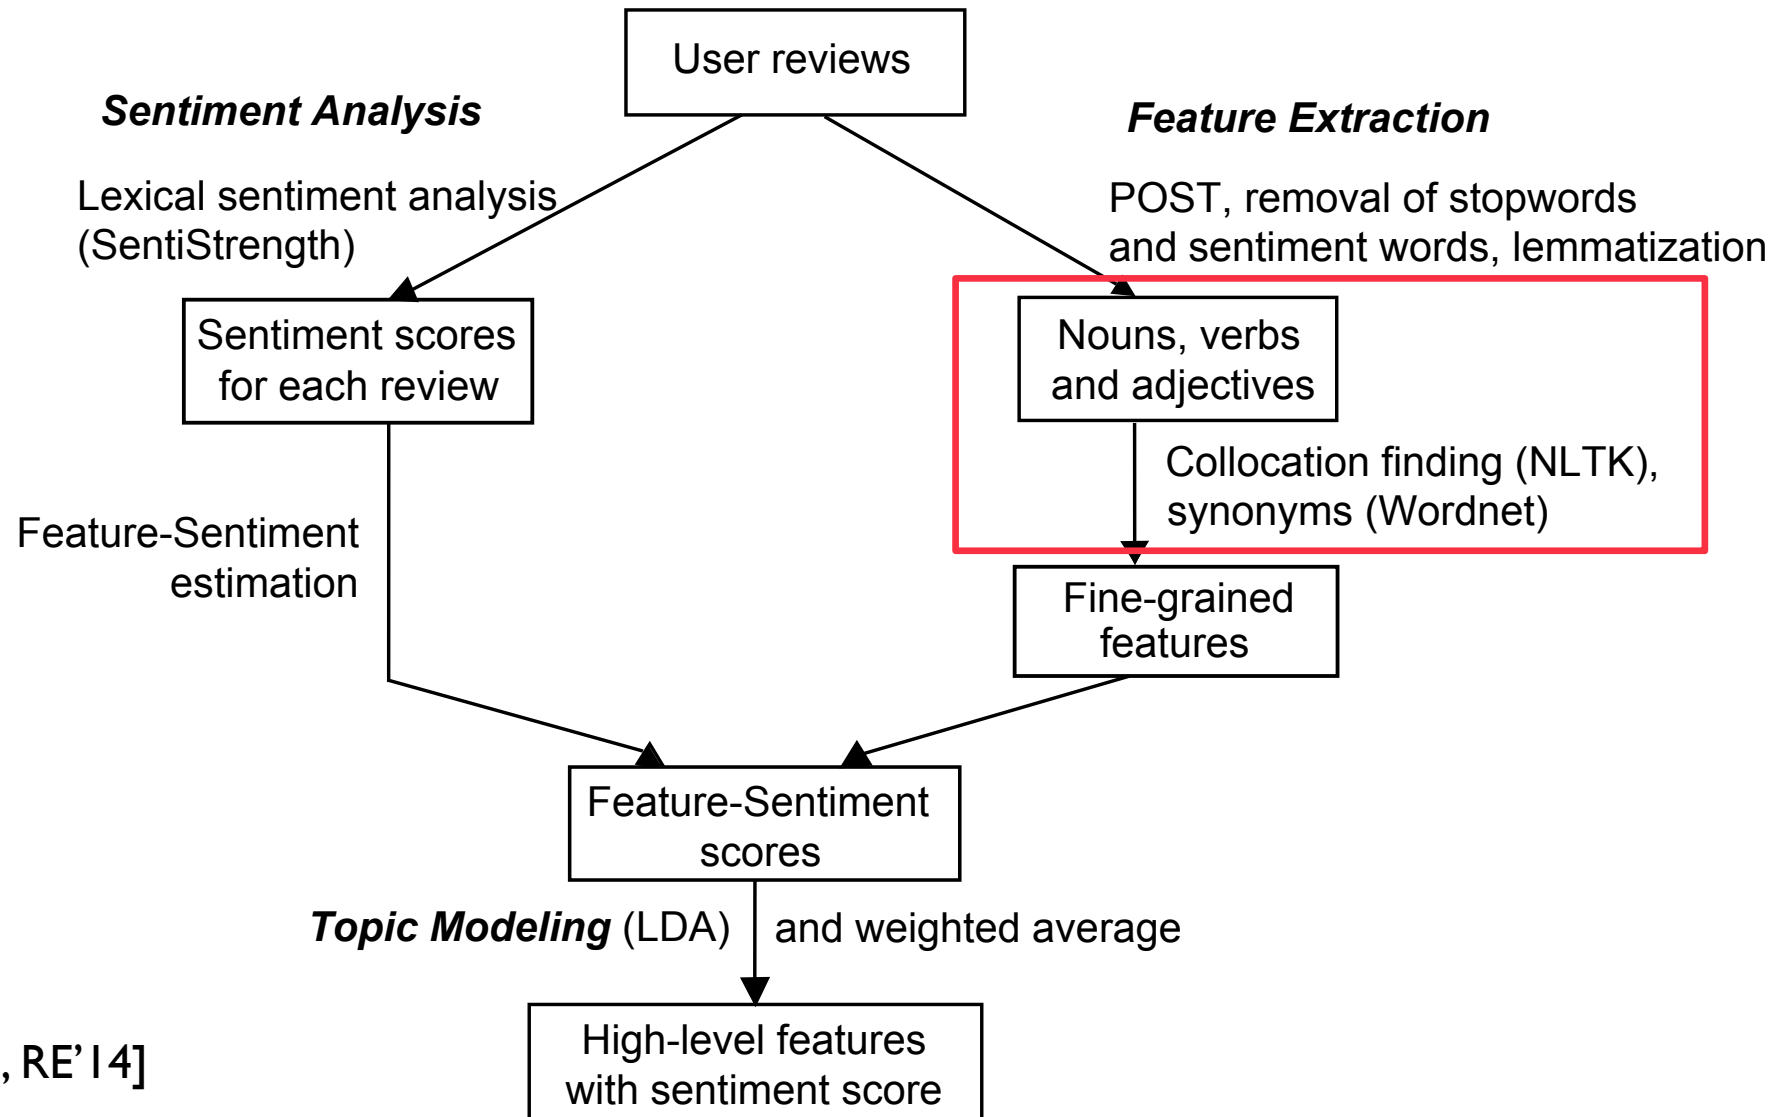 User reviews
Sentiment Analysis
Feature Extraction
Lexical sentiment analysis
(SentiStrength)
POST, removal of stopwords
and sentiment words, lemmatization
Sentiment scores
for each review
Nouns, verbs
and adjectives
Collocation finding (NLTK),
synonyms (Wordnet)
Feature-Sentiment
estimation
Fine-grained
features
Feature-Sentiment
scores
Topic Modeling (LDA) and weighted average
High-level features
with sentiment score
, RE’14]